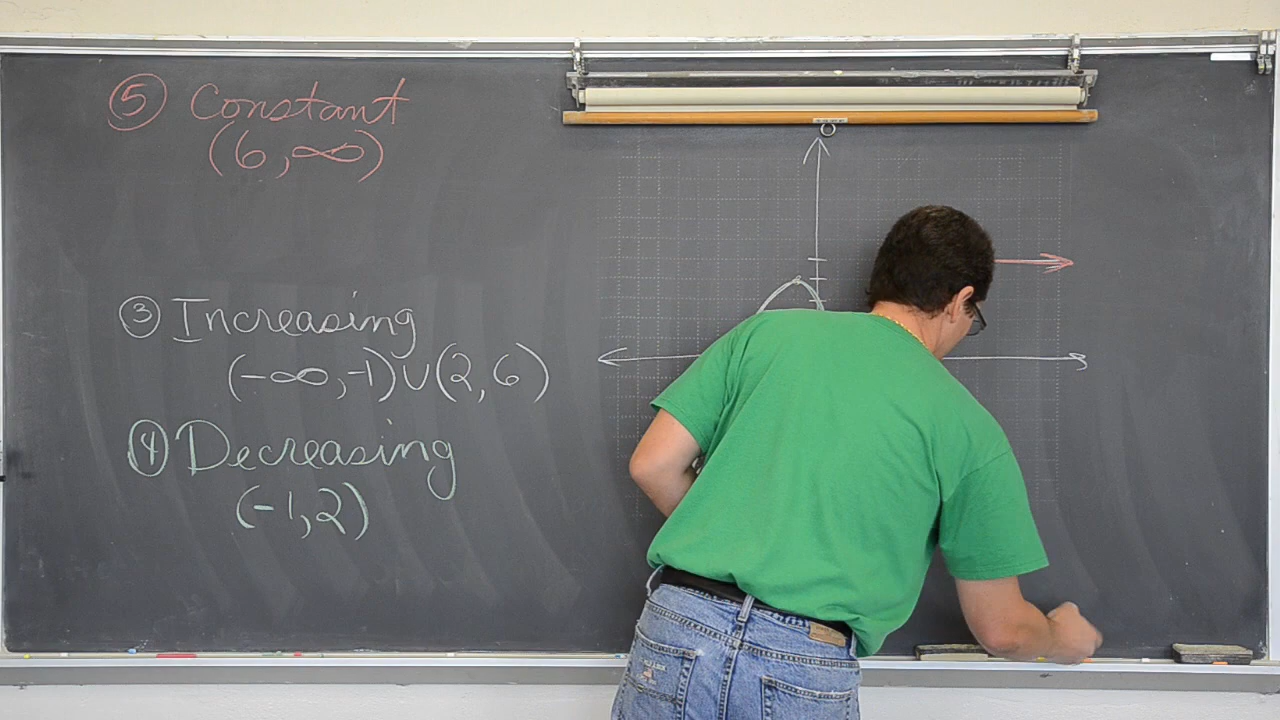 ⑤ Constant
(6,∞)
③ Increasing
(-∞,-1)∪(2,6)
④ Decreasing
(-1,2)